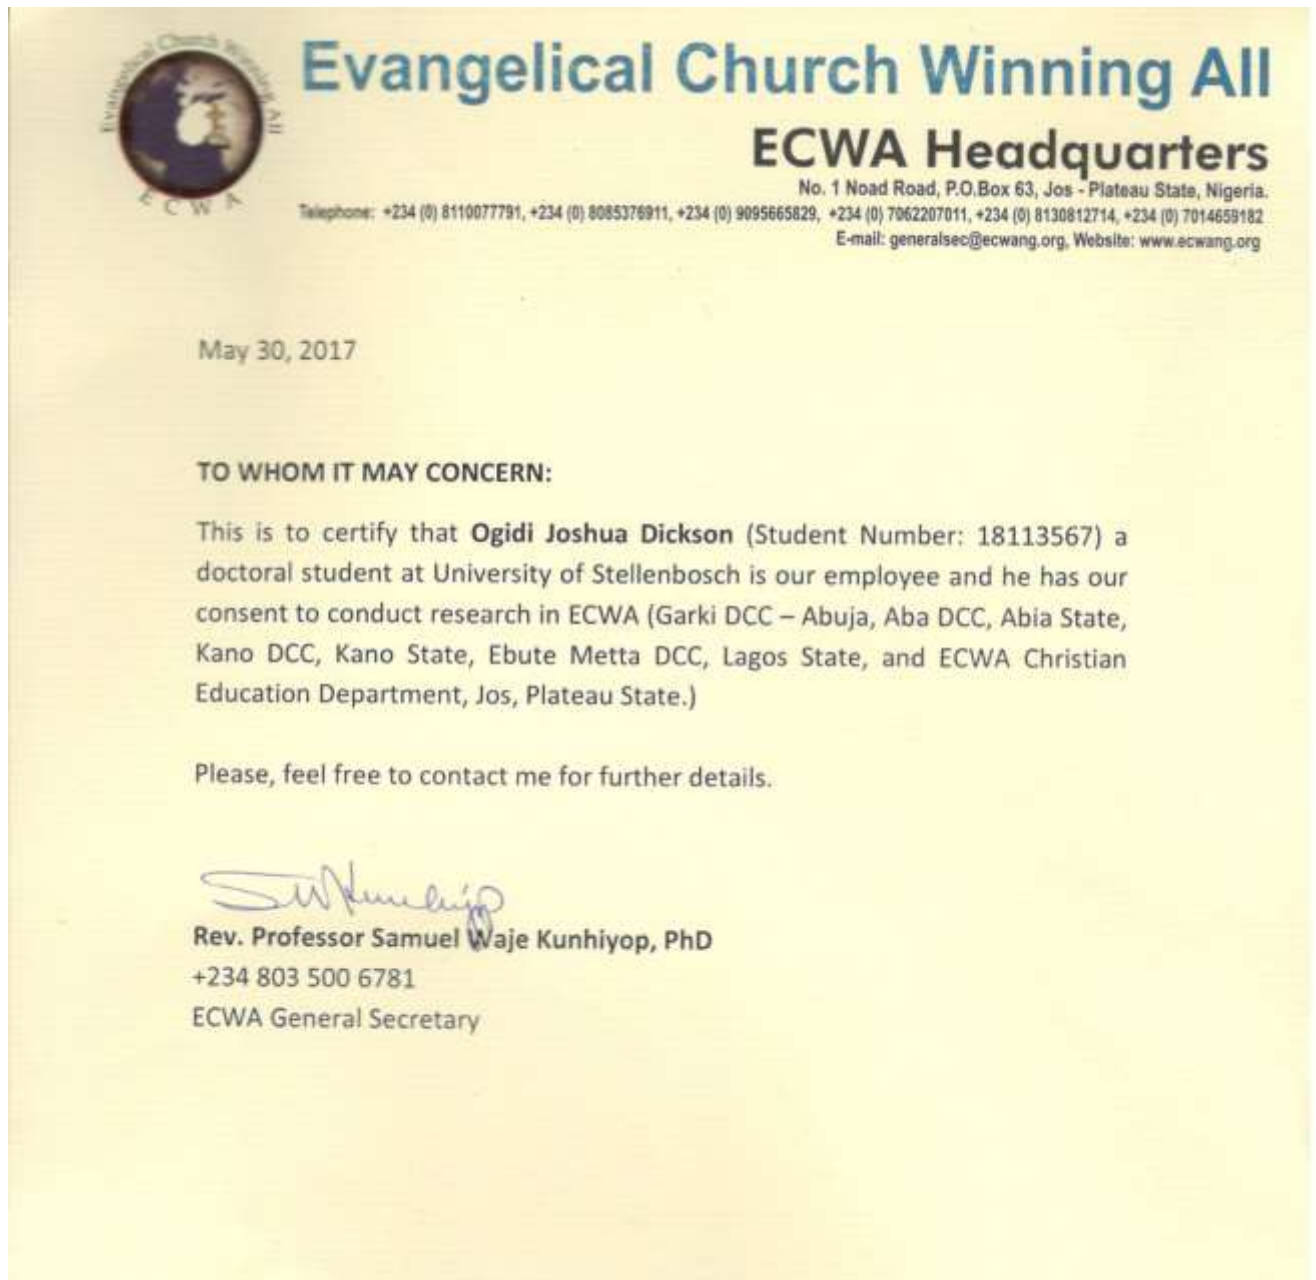 Evangelical Church Winning All
ECWA
Evangelical Church Winning All
ECWA Headquarters
No. 1 Noad Road, P.O.Box 63, Jos - Plateau State, Nigeria.
Telephone: +234 (0) 8110077791, +234 (0) 8085376911, +234 (0) 9095665829, +234 (0) 7062207011, +234 (0) 8130812714, +234 (0) 7014659182
E-mail: generalsec@ecwang.org, Website: www.ecwang.org
May 30, 2017
TO WHOM IT MAY CONCERN:
This is to certify that Ogidi Joshua Dickson (Student Number: 18113567) a
doctoral student at University of Stellenbosch is our employee and he has our
consent to conduct research in ECWA (Garki DCC – Abuja, Aba DCC, Abia State,
Kano DCC, Kano State, Ebute Metta DCC, Lagos State, and ECWA Christian
Education Department, Jos, Plateau State.)
Please, feel free to contact me for further details.
SWKunhiyop
Rev. Professor Samuel Waje Kunhiyop, PhD
+234 803 500 6781
ECWA General Secretary